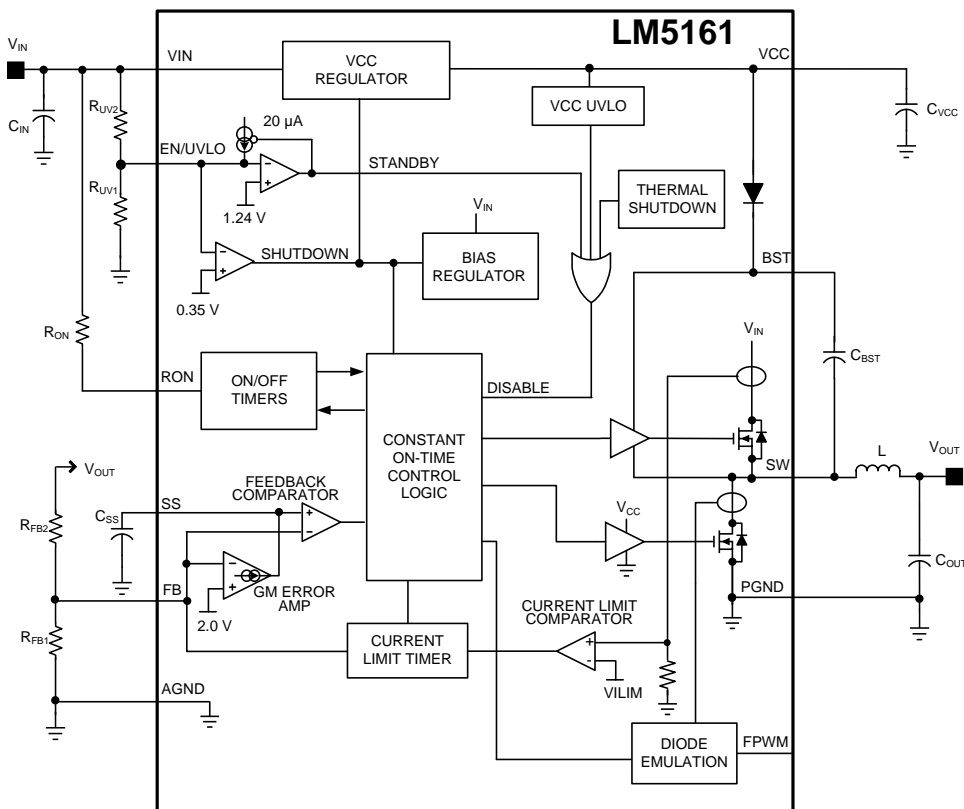 LM5161
VIN
VIN
VCC
REGULATOR
VCC
VCC UVLO
CVCC
CIN
RUV2
20 µA
EN/UVLO
STANDBY
RUV1
1.24 V
THERMAL
SHUTDOWN
SHUTDOWN
VIN
BIAS
REGULATOR
0.35 V
BST
RON
RON
ON/OFF
TIMERS
CONSTANT
ON-TIME
CONTROL
LOGIC
DISABLE
VIN
CBST
SW
L
VOUT
VOUT
FEEDBACK
COMPARATOR
SS
CSS
RFB2
VCC
COUT
FB
GM ERROR
AMP
2.0 V
RFB1
PGND
CURRENT LIMIT
COMPARATOR
CURRENT
LIMIT TIMER
VILIM
AGND
DIODE
EMULATION
FPWM